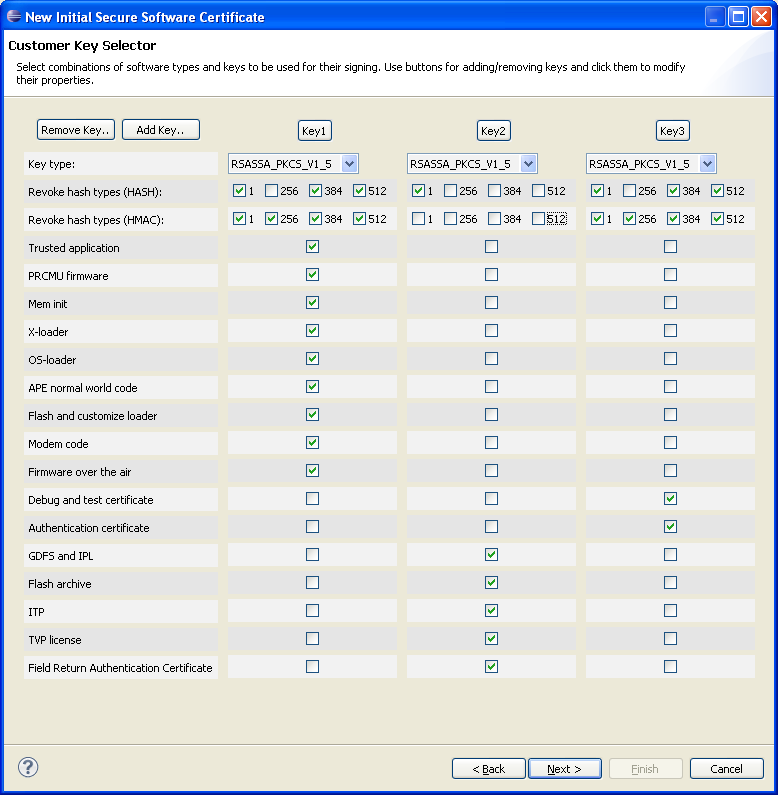 New Initial Secure Software Certificate
Customer Key Selector
Select combinations of software types and keys to be used for their signing. Use buttons for adding/removing keys and click them to modify
their properties.
Remove Key.. Add Key.. Key1 Key2 Key3
Key type: RSASSA_PKCS_V1_5 RSASSA_PKCS_V1_5 RSASSA_PKCS_V1_5
Revoke hash types (HASH): 1 256 384 512 1 256 384 512 1 256 384 512
Revoke hash types (HMAC): 1 256 384 512 1 256 384 512 1 256 384 512
Trusted application
PRCMU firmware
Mem init
X-loader
OS-loader
APE normal world code
Flash and customize loader
Modem code
Firmware over the air
Debug and test certificate
Authentication certificate
GDFS and IPL
Flash archive
ITP
TVP license
Field Return Authentication Certificate
? < Back Next > Finish Cancel